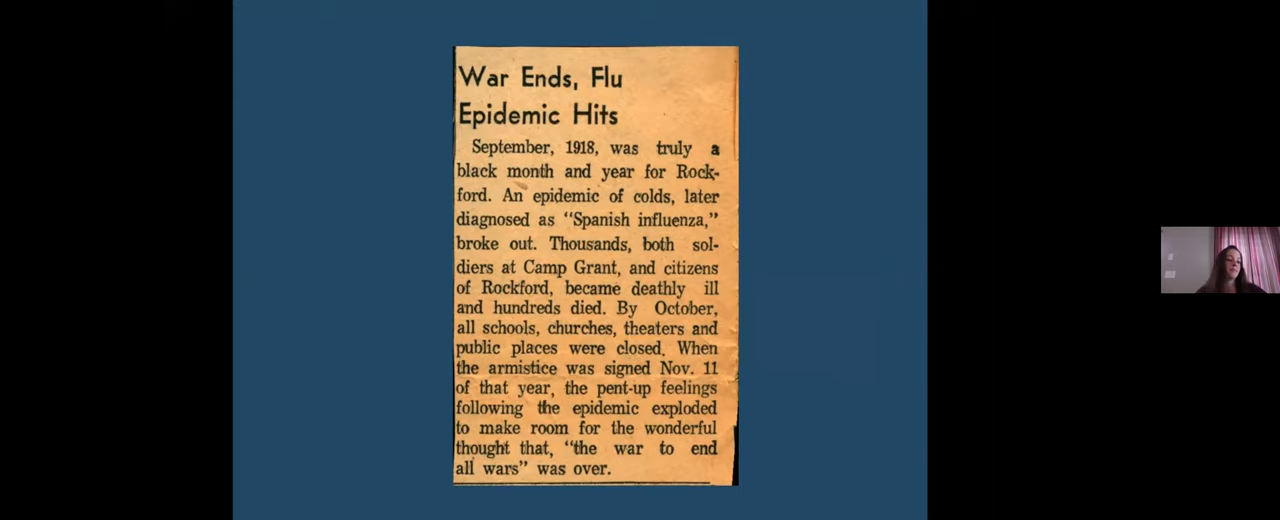 War Ends, Flu
Epidemic Hits
September, 1918, was truly a
black month and year for Rock-
ford. An epidemic of colds, later
diagnosed as "Spanish influenza,"
broke out. Thousands, both sol-
diers at Camp Grant, and citizens
of Rockford, became deathly ill
and hundreds died. By October,
all schools, churches, theaters and
public places were closed. When
the armistice was signed Nov. 11
of that year, the pent-up feelings
following the epidemic exploded
to make room for the wonderful
thought that, "the war to end
all wars" was over.